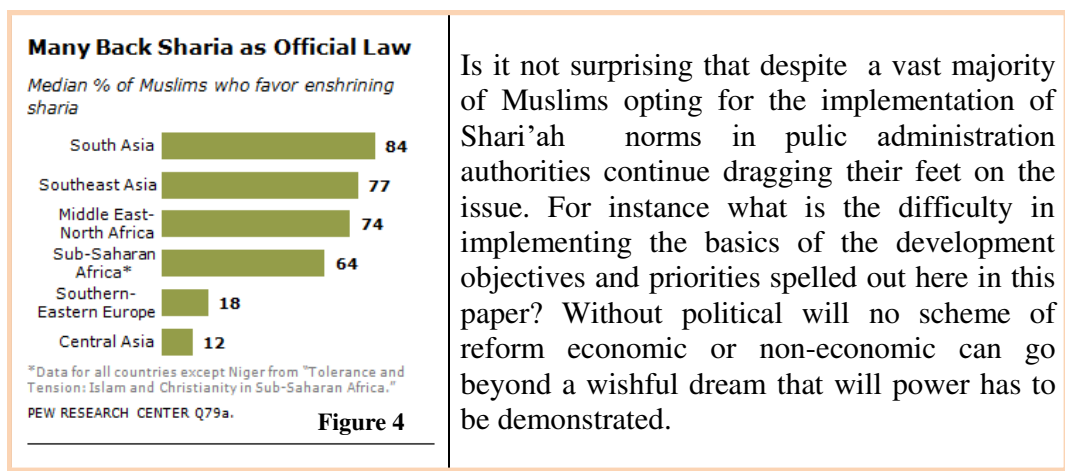 Many Back Sharia as Official Law
Median % of Muslims who favor enshrining
sharia
South Asia 84
Southeast Asia 77
Middle East-
North Africa 74
Sub-Saharan
Africa* 64
Southern-
Eastern Europe 18
Central Asia 12
*Data for all countries except Niger from "Tolerance and
Tension: Islam and Christianity in Sub-Saharan Africa."
PEW RESEARCH CENTER Q79a.
Figure 4
Is it not surprising that despite a vast majority
of Muslims opting for the implementation of
Shari'ah norms in pulic administration
authorities continue dragging their feet on the
issue. For instance what is the difficulty in
implementing the basics of the development
objectives and priorities spelled out here in this
paper? Without political will no scheme of
reform economic or non-economic can go
beyond a wishful dream that will power has to
be demonstrated.